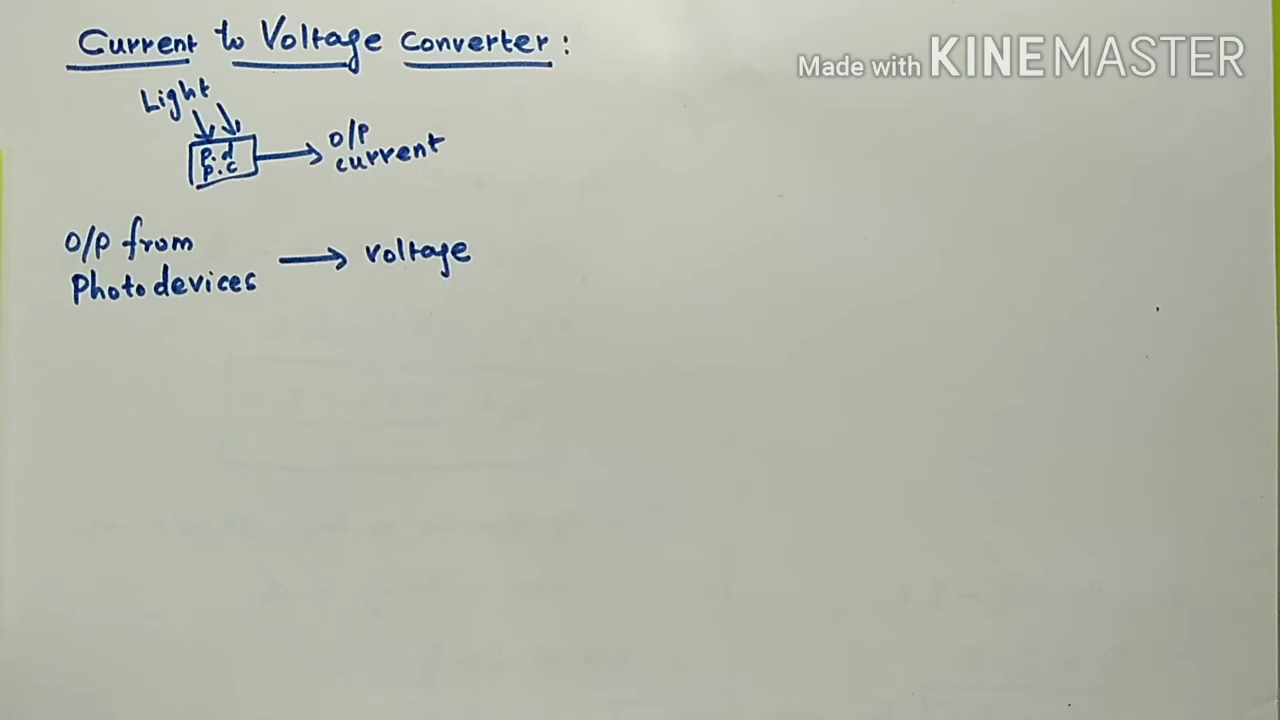 Current to Voltage Converter :
Made with KINEMASTER
Light
p.d
p.c
O/P
current
O/P from
Photo devices
voltage